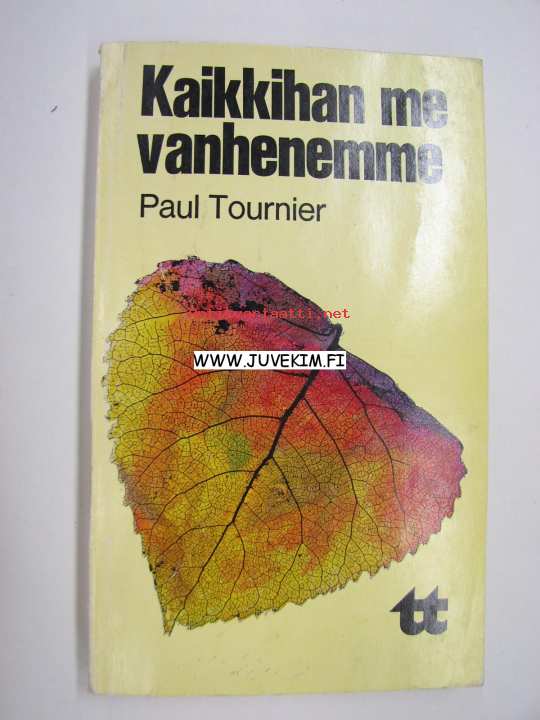 Kaikkihan me
vanhenemme
Paul Tournier
WWW.JUVEKIM.FI
tt